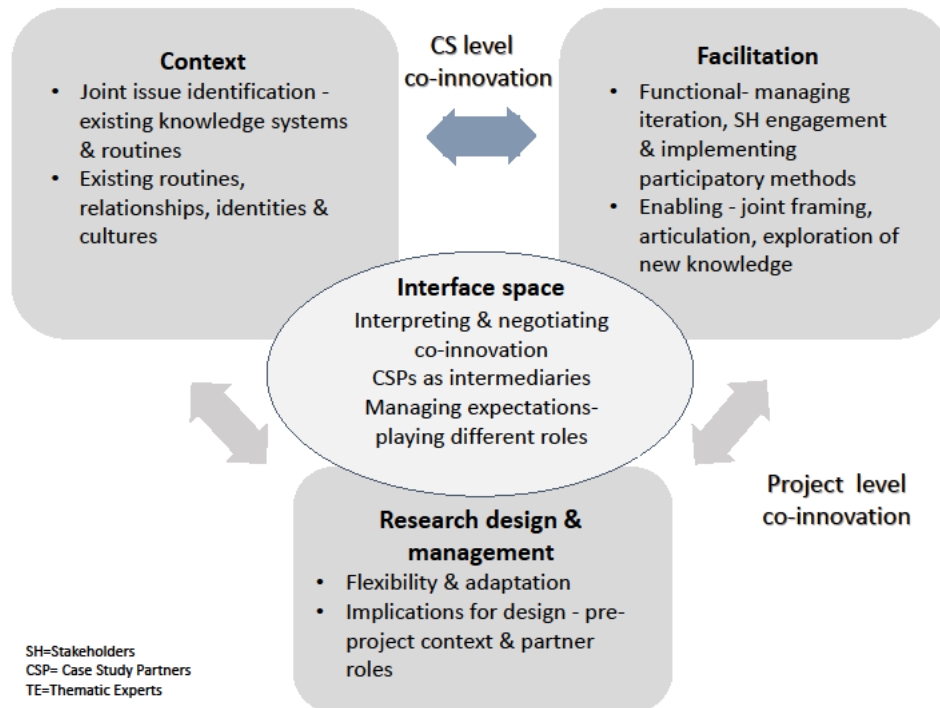 Context
• Joint issue identification -
existing knowledge systems
& routines
• Existing routines,
relationships, identities &
cultures
CS level
co-innovation
Facilitation
• Functional- managing
iteration, SH engagement
& implementing
participatory methods
• Enabling - joint framing,
articulation, exploration of
new knowledge
Interface space
Interpreting & negotiating
co-innovation
CSPs as intermediaries
Managing expectations-
playing different roles
Project level
co-innovation
Research design &
management
• Flexibility & adaptation
• Implications for design - pre-
project context & partner
roles
SH=Stakeholders
CSP= Case Study Partners
TE=Thematic Experts